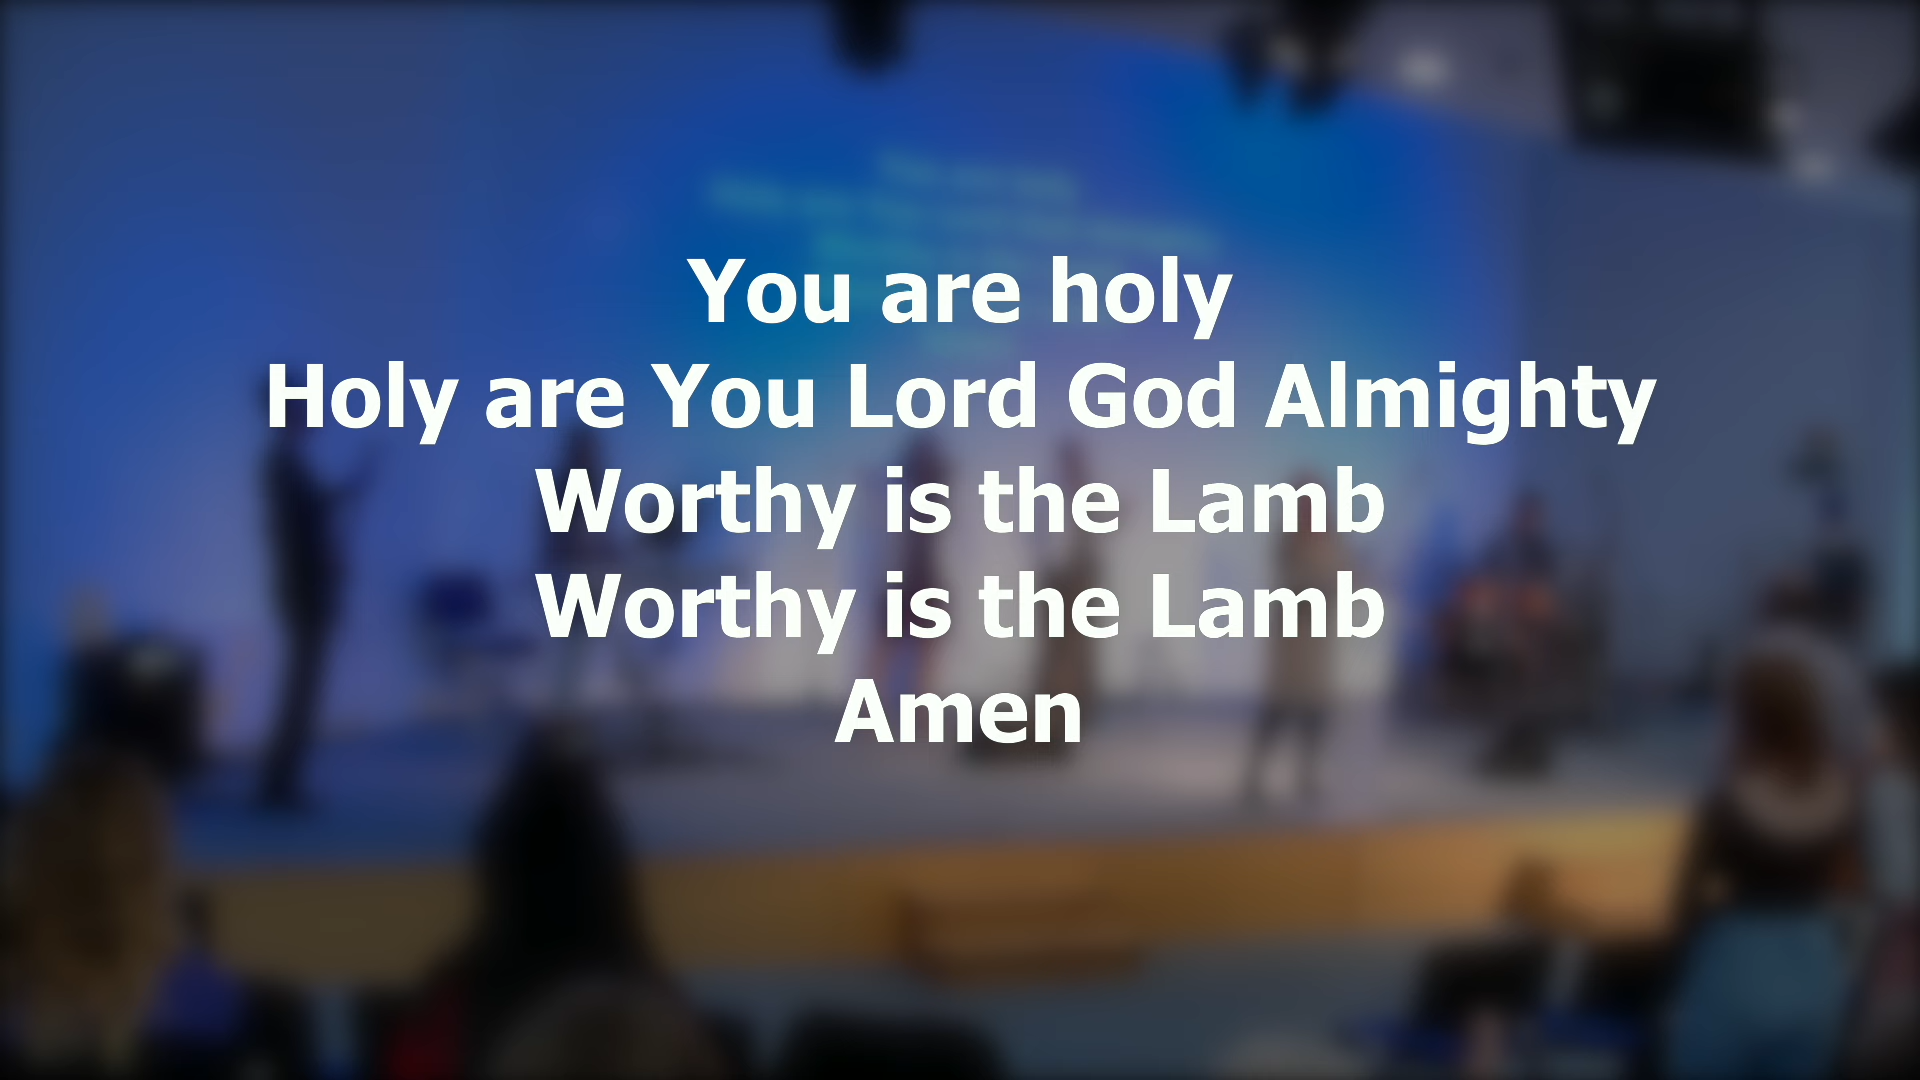 You are holy
Holy are You Lord God Almighty
Worthy is the Lamb
Worthy is the Lamb
Amen